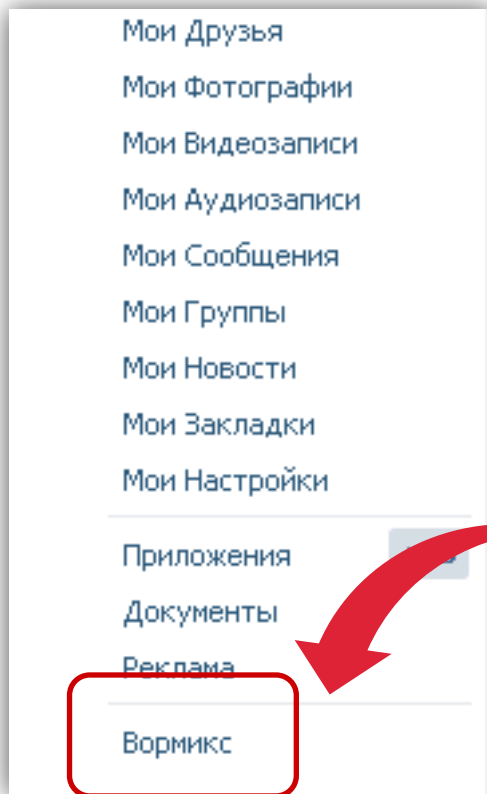 Мои Друзья
Мои Фотографии
Мои Видеозаписи
Мои Аудиозаписи
Мои Сообщения
Мои Группы
Мои Новости
Мои Закладки
Мои Настройки
Приложения
Документы
Реклама
Вормикс